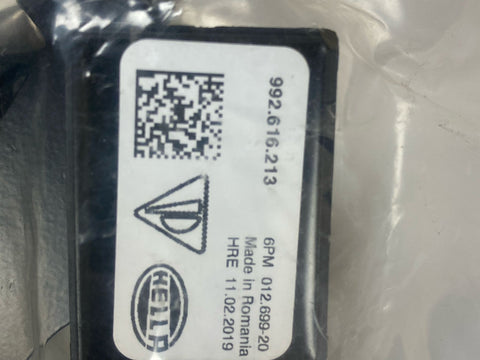 992.616.213
6PM 012.699-20
Made in Romania
HRE 11.02.2019
HELLA